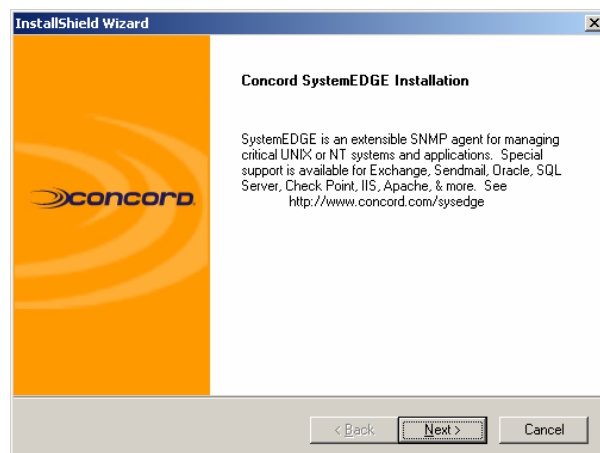 InstallShield Wizard
Concord SystemEDGE Installation
SystemEDGE is an extensible SNMP agent for managing
critical UNIX or NT systems and applications. Special
support is available for Exchange, Sendmail, Oracle, SQL
Server, Check Point, IIS, Apache, & more. See
http://www.concord.com/sysedge
concord
< Back
Next >
Cancel